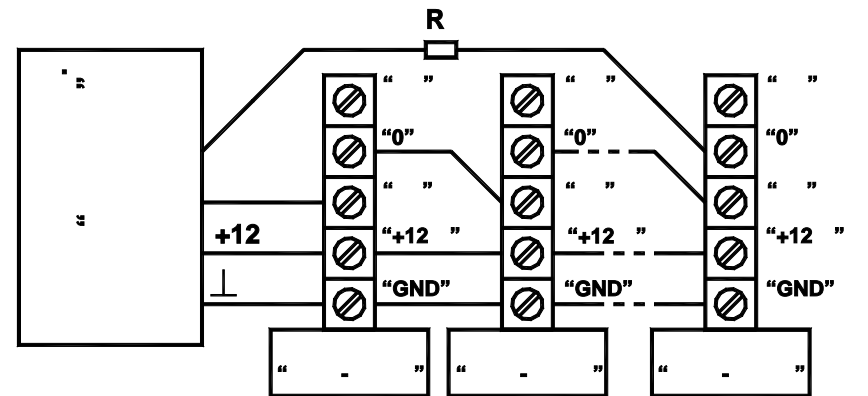 R
“ ” “ ” “ ”
“0” “0” “0”
“ ” “ ” “ ”
+12 “+12 ” “+12 ” “+12 ”
⊥ “GND” “GND” “GND”
“ - ” “ - ” “ - ”